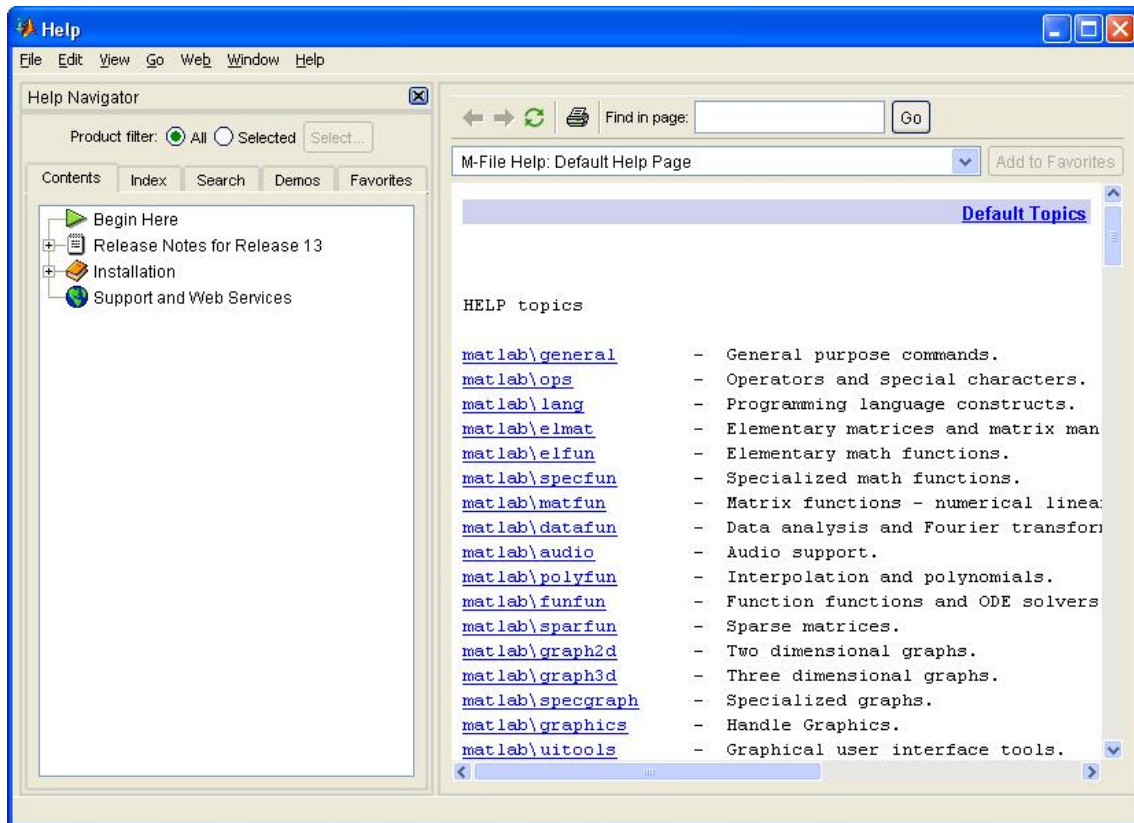 Help
File Edit View Go Web Window Help
Help Navigator
Product filter: All Selected Select...
Contents Index Search Demos Favorites
Begin Here
Release Notes for Release 13
Installation
Support and Web Services
Find in page: Go
M-File Help: Default Help Page Add to Favorites
Default Topics
HELP topics
matlab\general - General purpose commands.
matlab\ops - Operators and special characters.
matlab\lang - Programming language constructs.
matlab\elmat - Elementary matrices and matrix man
matlab\elfun - Elementary math functions.
matlab\specfun - Specialized math functions.
matlab\matfun - Matrix functions - numerical linea
matlab\datafun - Data analysis and Fourier transfor
matlab\audio - Audio support.
matlab\polyfun - Interpolation and polynomials.
matlab\funfun - Function functions and ODE solvers
matlab\sparfun - Sparse matrices.
matlab\graph2d - Two dimensional graphs.
matlab\graph3d - Three dimensional graphs.
matlab\specgraph - Specialized graphs.
matlab\graphics - Handle Graphics.
matlab\uitools - Graphical user interface tools.